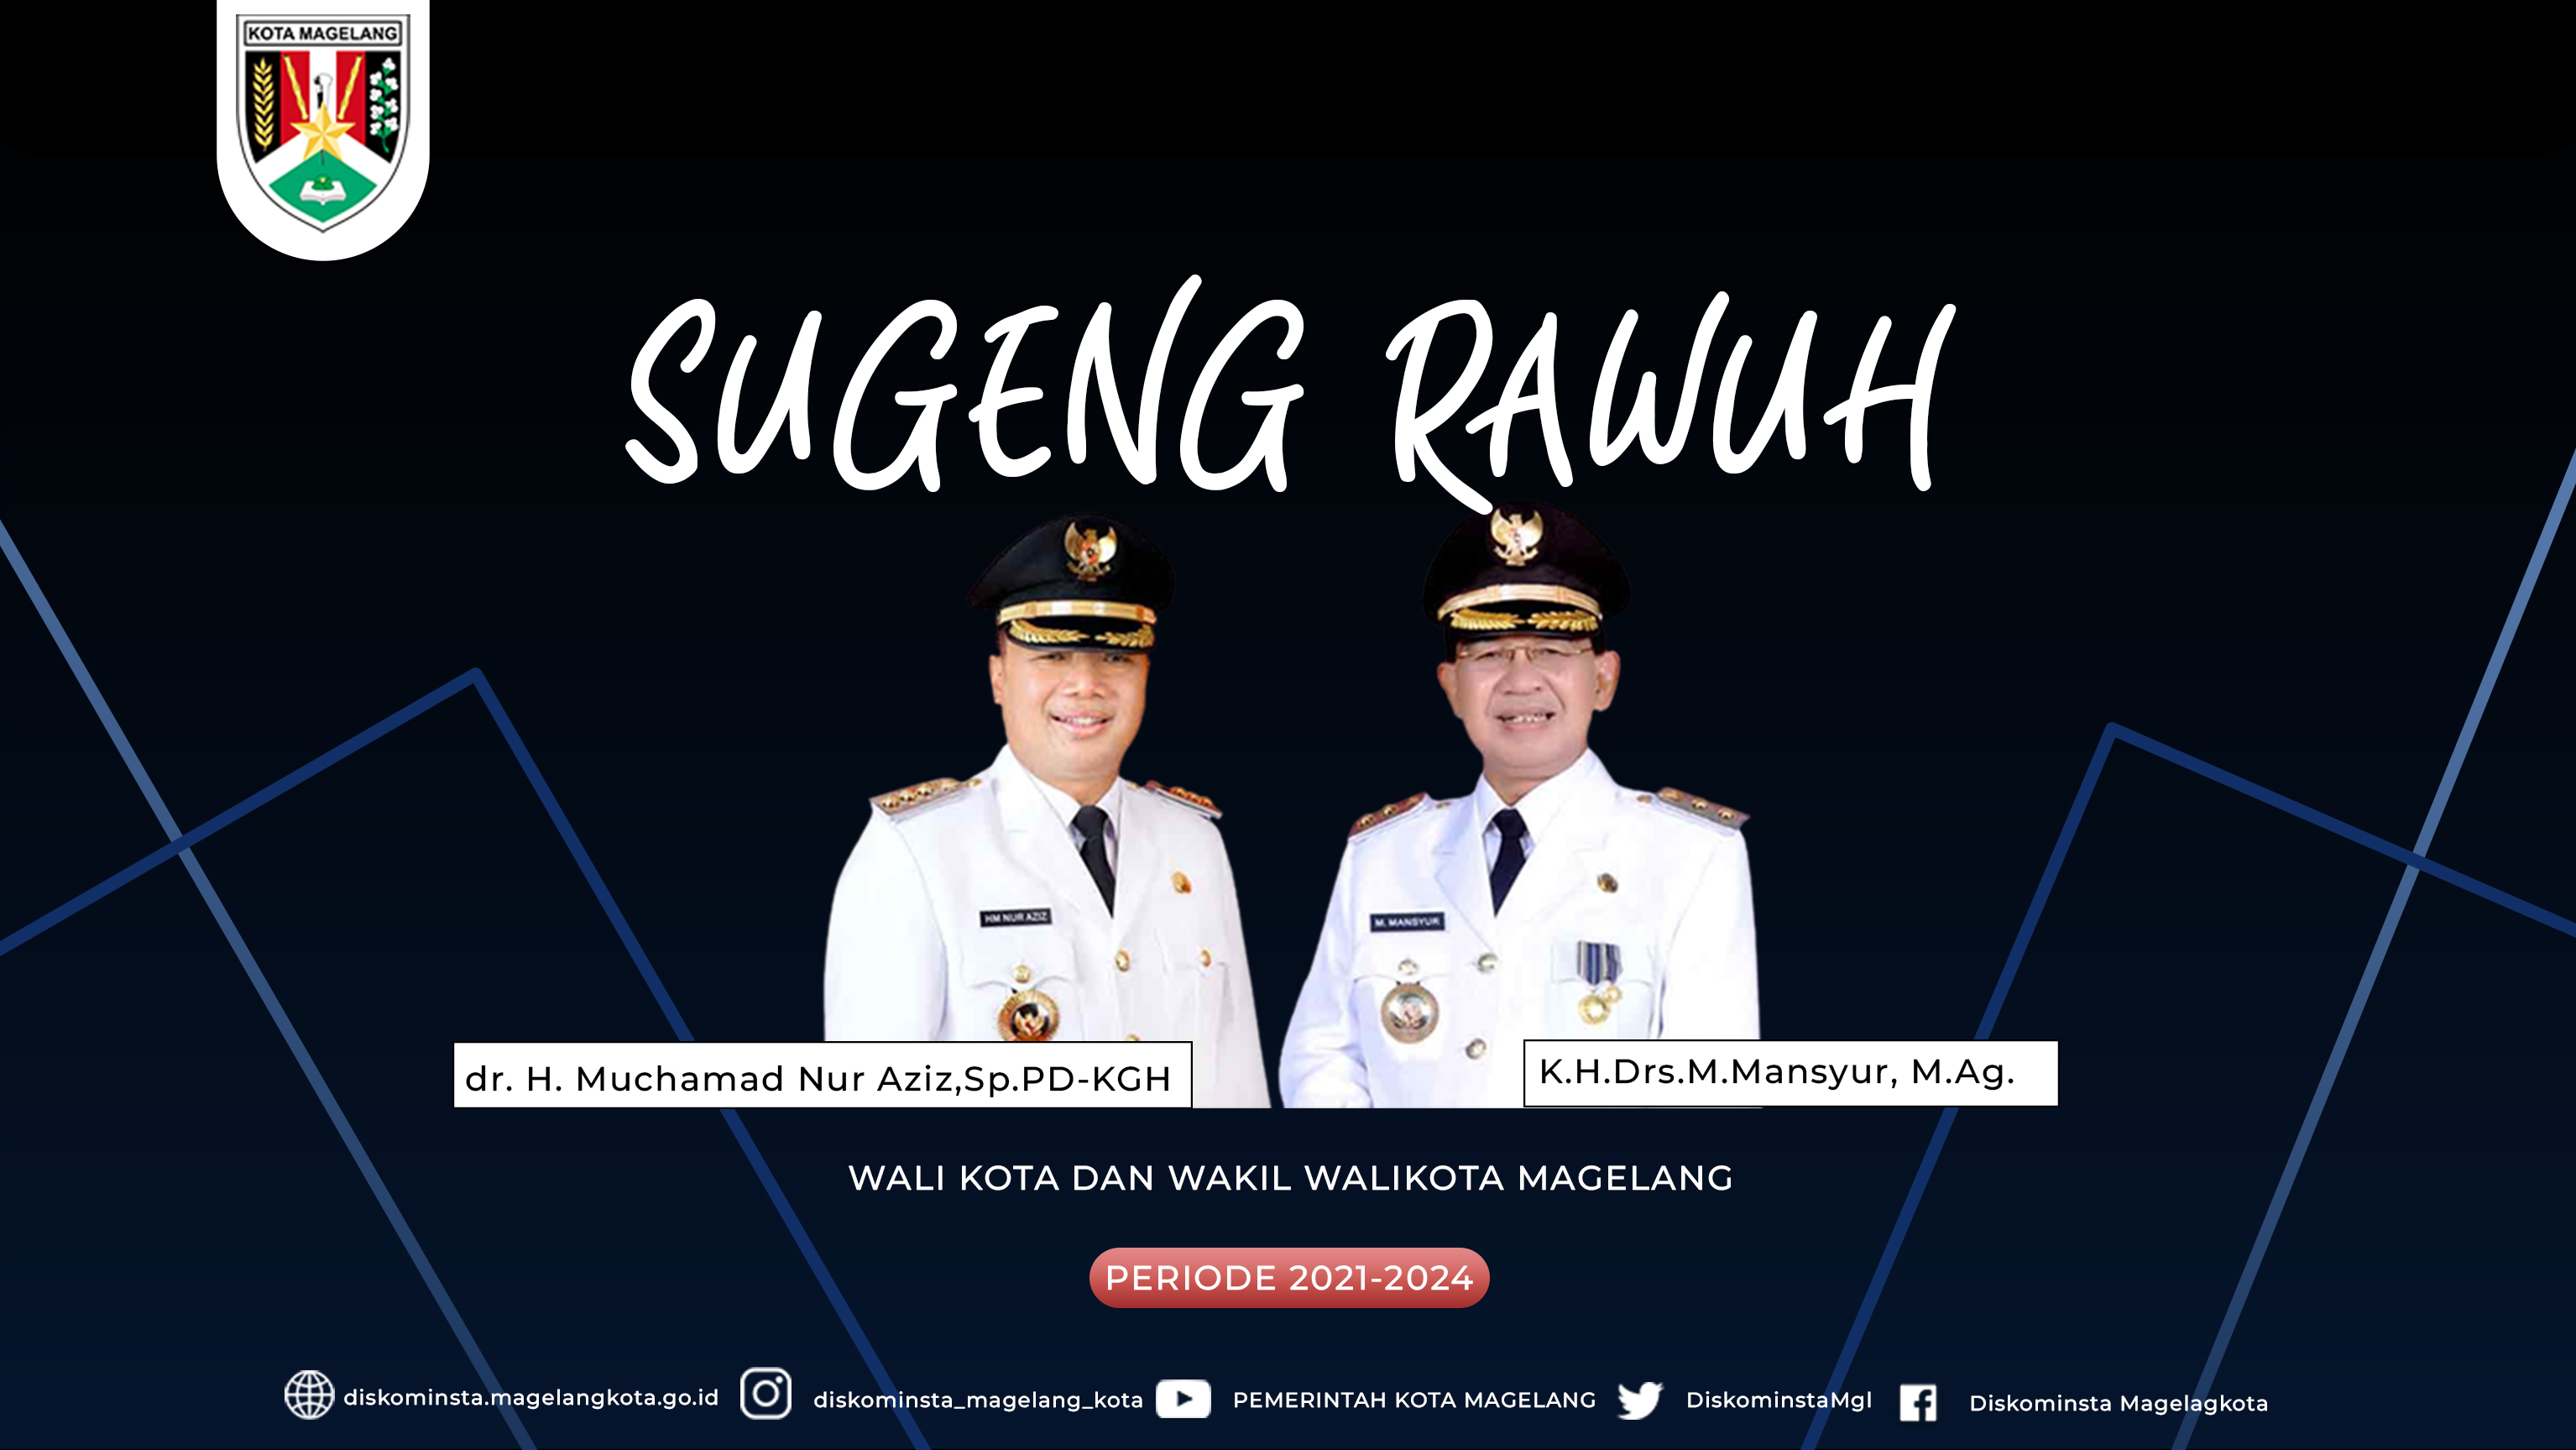 KOTA MAGELANG
SUGENG RAWUH
HM NUR AZIZ
M. MANSYUR
dr. H. Muchamad Nur Aziz,Sp.PD-KGH
K.H.Drs.M.Mansyur, M.Ag.
WALI KOTA DAN WAKIL WALIKOTA MAGELANG
PERIODE 2021-2024
diskominsta.magelangkota.go.id
diskominsta_magelang_kota
PEMERINTAH KOTA MAGELANG
DiskominstaMgl
Diskominsta Magelagkota